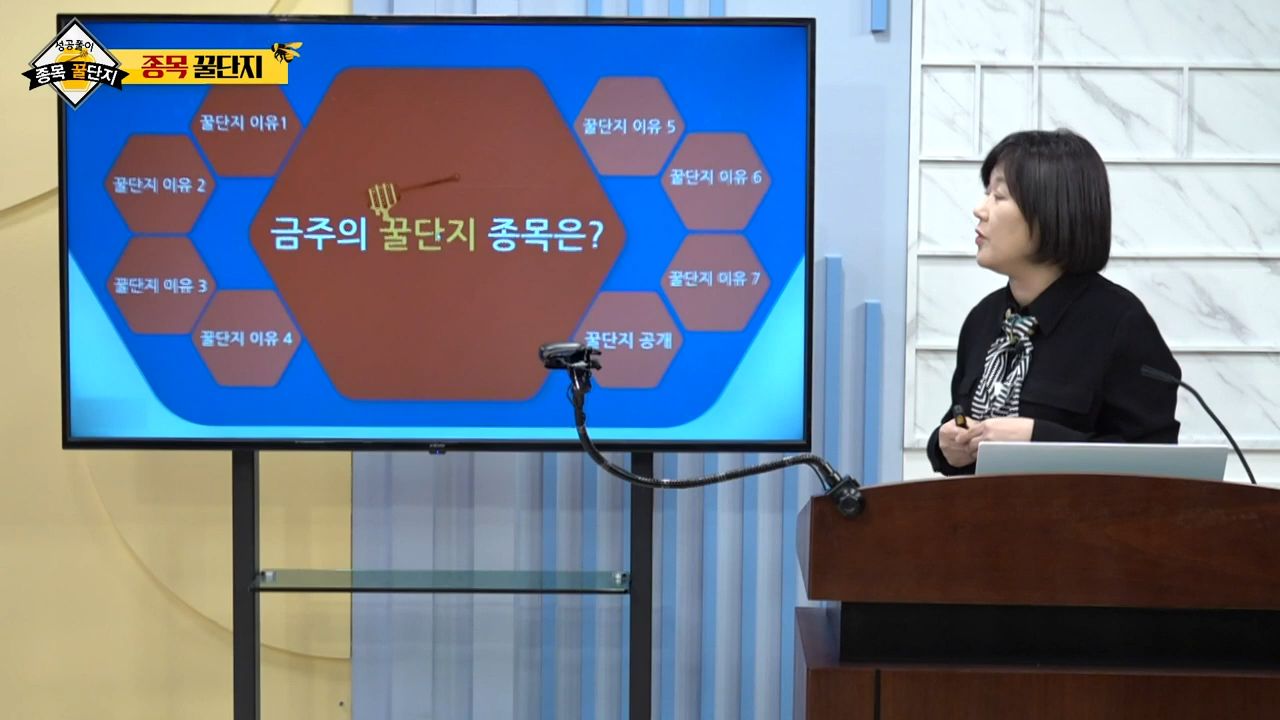 성공풀이
종목 꿀단지
종목 꿀단지
꿀단지 이유1
꿀단지 이유 2
꿀단지 이유 3
꿀단지 이유 4
금주의 꿀단지 종목은?
꿀단지 이유 5
꿀단지 이유 6
꿀단지 이유 7
꿀단지 공개